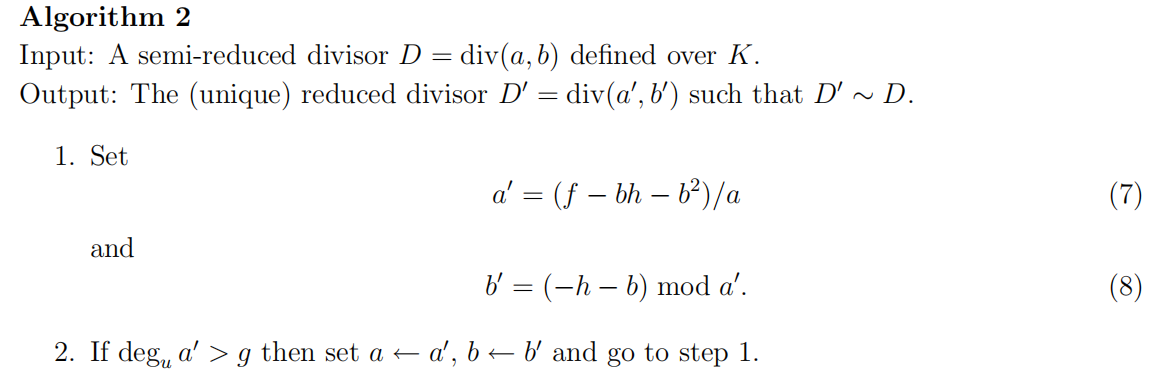 Algorithm 2
Input: A semi-reduced divisor D = div(a, b) defined over K.
Output: The (unique) reduced divisor D′ = div(a′, b′) such that D′ ∼ D.
1. Set
a′ = (f − bh − b²)/a (7)
and
b′ = (−h − b) mod a′. (8)
2. If deg_u a′ > g then set a ← a′, b ← b′ and go to step 1.